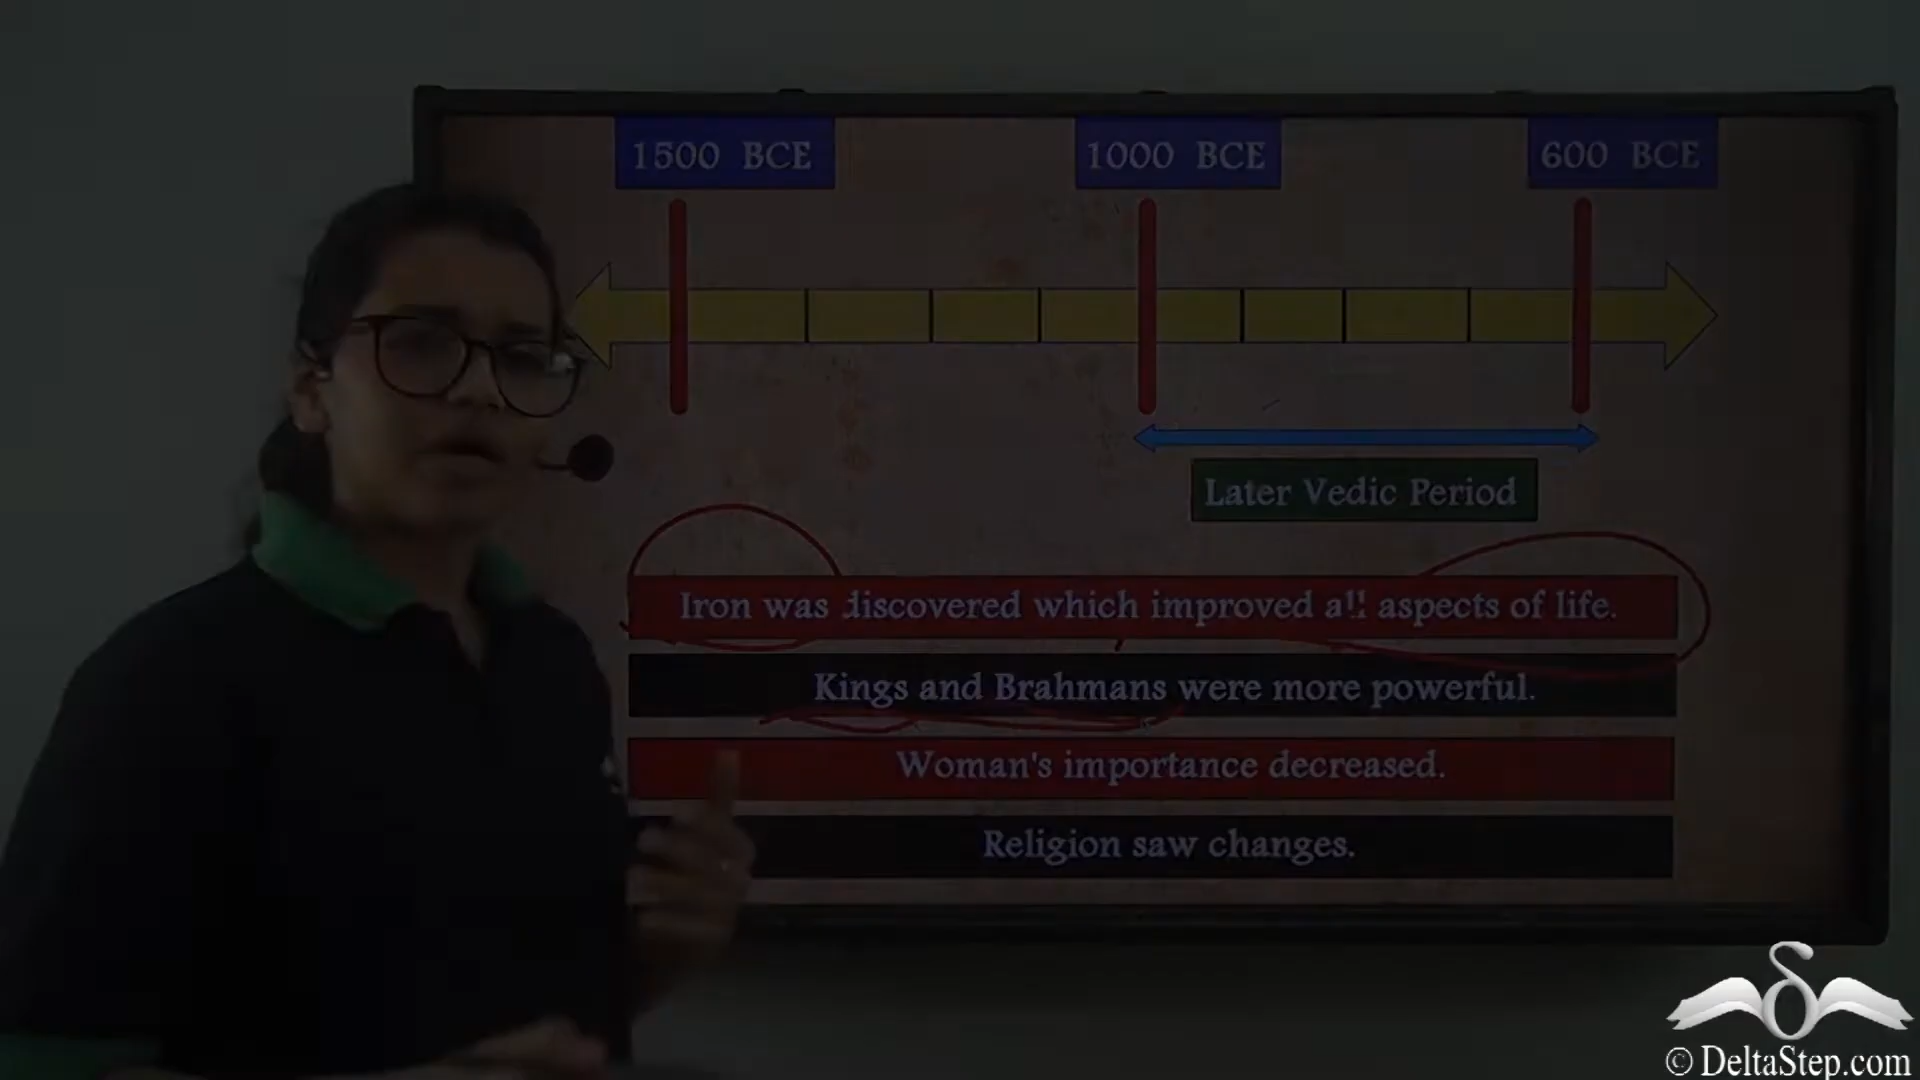 1500 BCE
1000 BCE
600 BCE
Later Vedic Period
Iron was discovered which improved all aspects of life.
Kings and Brahmans were more powerful.
Woman's importance decreased.
Religion saw changes.
© DeltaStep.com